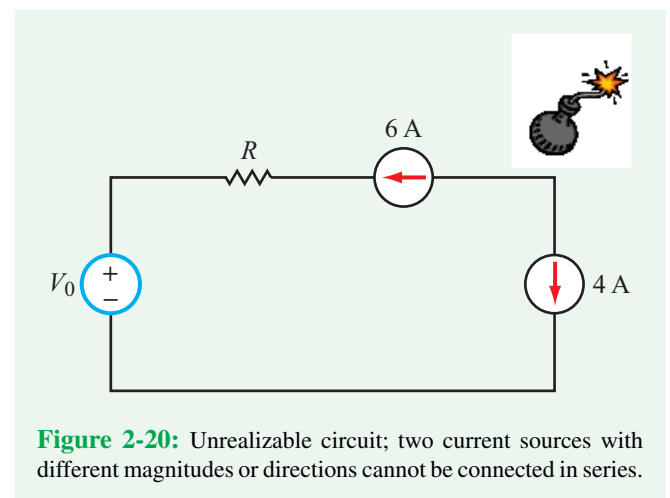 6 A
R
V0
+
−
4 A
Figure 2-20: Unrealizable circuit; two current sources with
different magnitudes or directions cannot be connected in series.